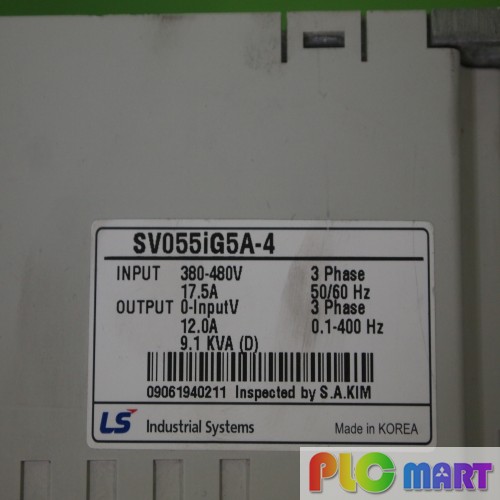 SV055iG5A-4
INPUT 380-480V 3 Phase
17.5A 50/60 Hz
OUTPUT 0-InputV 3 Phase
12.0A 0.1-400 Hz
9.1 KVA (D)
09061940211 Inspected by S.A.KIM
LS Industrial Systems Made in KOREA
PLC mart